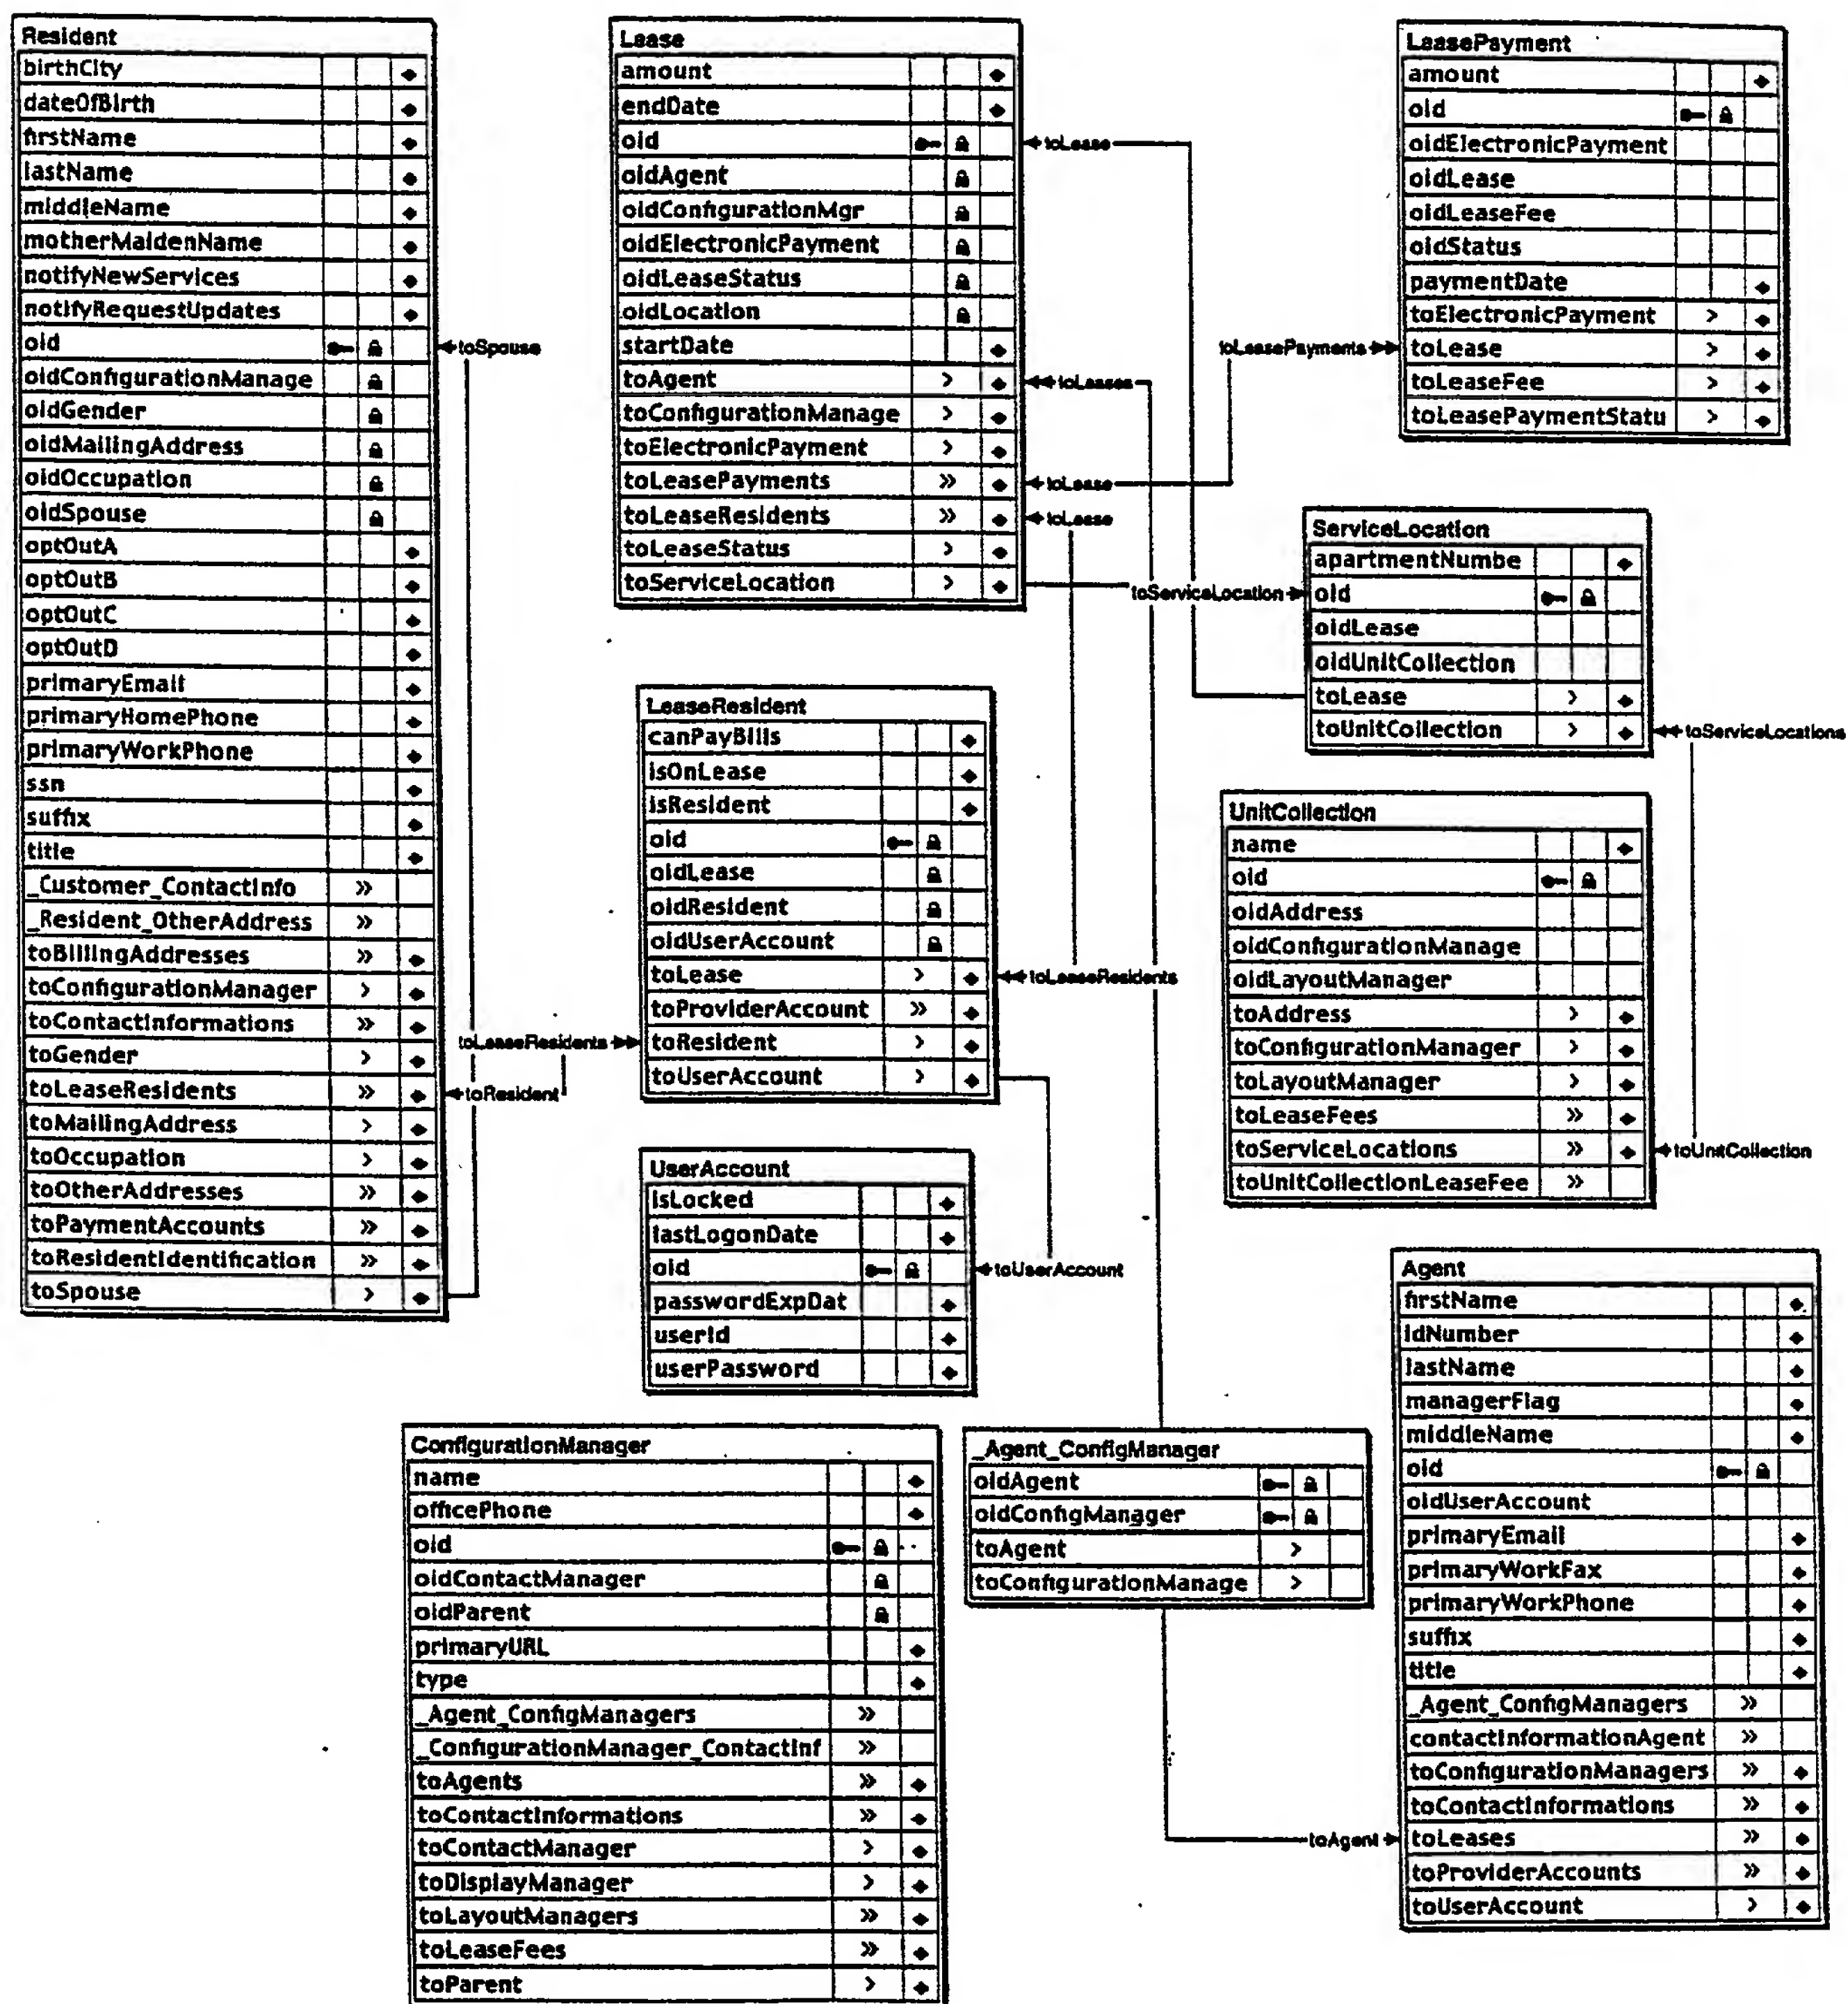 Resident
birthCity
dateOfBirth
firstName
lastName
middleName
motherMaidenName
notifyNewServices
notifyRequestUpdates
oid
oidConfigurationManage
oidGender
oidMailingAddress
oidOccupation
oidSpouse
optOutA
optOutB
optOutC
optOutD
primaryEmail
primaryHomePhone
primaryWorkPhone
ssn
suffix
title
_Customer_ContactInfo
_Resident_OtherAddress
toBillingAddresses
toConfigurationManager
toContactInformations
toGender
toLeaseResidents
toMailingAddress
toOccupation
toOtherAddresses
toPaymentAccounts
toResidentIdentification
toSpouse
toSpouse
toLeaseResidents
toResident
Lease
amount
endDate
oid
oidAgent
oidConfigurationMgr
oidElectronicPayment
oidLeaseStatus
oidLocation
startDate
toAgent
toConfigurationManage
toElectronicPayment
toLeasePayments
toLeaseResidents
toLeaseStatus
toServiceLocation
toLease
toLeases
toLease
toLease
toLeasePayments
toServiceLocation
LeasePayment
amount
oid
oidElectronicPayment
oidLease
oidLeaseFee
oidStatus
paymentDate
toElectronicPayment
toLease
toLeaseFee
toLeasePaymentStatu
ServiceLocation
apartmentNumbe
oid
oidLease
oidUnitCollection
toLease
toUnitCollection
toServiceLocations
LeaseResident
canPayBills
isOnLease
isResident
oid
oidLease
oidResident
oidUserAccount
toLease
toProviderAccount
toResident
toUserAccount
toLeaseResidents
UnitCollection
name
oid
oidAddress
oidConfigurationManage
oidLayoutManager
toAddress
toConfigurationManager
toLayoutManager
toLeaseFees
toServiceLocations
toUnitCollectionLeaseFee
toUnitCollection
UserAccount
isLocked
lastLogonDate
oid
passwordExpDat
userId
userPassword
toUserAccount
Agent
firstName
idNumber
lastName
managerFlag
middleName
oid
oidUserAccount
primaryEmail
primaryWorkFax
primaryWorkPhone
suffix
title
_Agent_ConfigManagers
contactInformationAgent
toConfigurationManagers
toContactInformations
toLeases
toProviderAccounts
toUserAccount
ConfigurationManager
name
officePhone
oid
oidContactManager
oidParent
primaryURL
type
_Agent_ConfigManagers
_ConfigurationManager_ContactInf
toAgents
toContactInformations
toContactManager
toDisplayManager
toLayoutManagers
toLeaseFees
toParent
_Agent_ConfigManager
oidAgent
oidConfigManager
toAgent
toConfigurationManage
toAgent